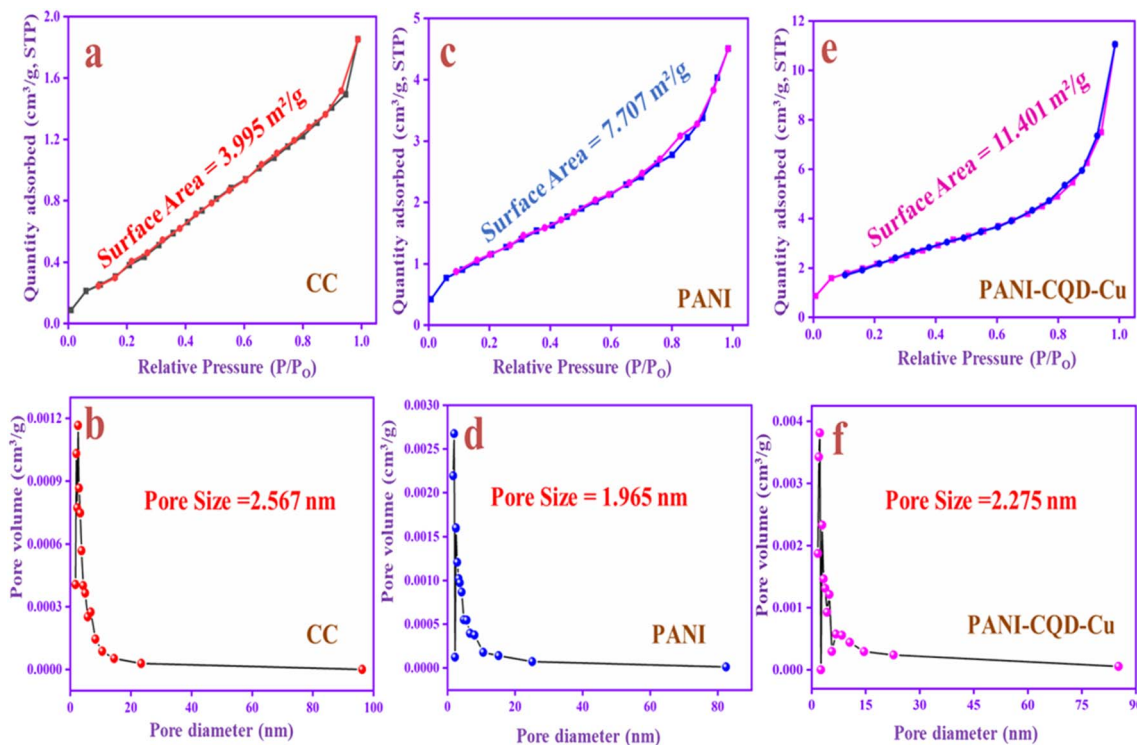 a
Quantity adsorbed (cm³/g, STP)
2.0
1.6
1.2
0.8
0.4
0.0
Surface Area = 3.995 m²/g
CC
0.0 0.2 0.4 0.6 0.8 1.0
Relative Pressure (P/P_O)
c
Quantity adsorbed (cm³/g, STP)
5
4
3
2
1
0
Surface Area = 7.707 m²/g
PANI
0.0 0.2 0.4 0.6 0.8 1.0
Relative Pressure (P/P_O)
e
Quantity adsorbed (cm³/g, STP)
12
10
8
6
4
2
0
Surface Area = 11.401 m²/g
PANI-CQD-Cu
0.0 0.2 0.4 0.6 0.8 1.0
Relative Pressure (P/P_O)
b
Pore volume (cm³/g)
0.0012
0.0009
0.0006
0.0003
0.0000
Pore Size =2.567 nm
CC
0 20 40 60 80 100
Pore diameter (nm)
d
Pore volume (cm³/g)
0.0030
0.0025
0.0020
0.0015
0.0010
0.0005
0.0000
Pore Size = 1.965 nm
PANI
0 20 40 60 80
Pore diameter (nm)
f
Pore volume (cm³/g)
0.004
0.003
0.002
0.001
0.000
Pore Size = 2.275 nm
PANI-CQD-Cu
0 15 30 45 60 75 90
Pore diameter (nm)